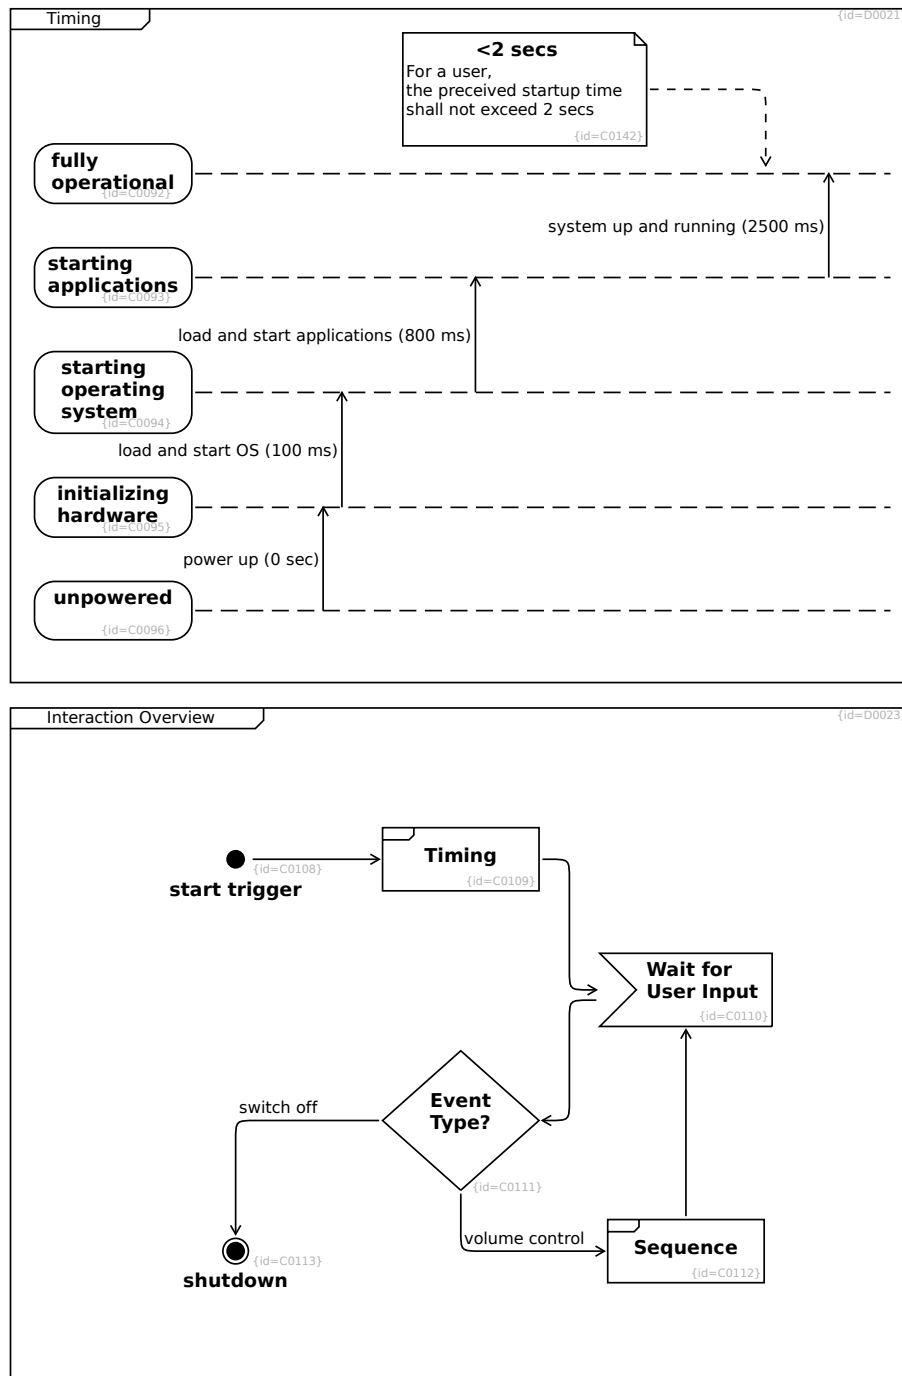 Timing
{id=D0021
<2 secs
For a user,
the preceived startup time
shall not exceed 2 secs
{id=C0142}
fully
operational
{id=C0092}
system up and running (2500 ms)
starting
applications
{id=C0093}
load and start applications (800 ms)
starting
operating
system
{id=C0094}
load and start OS (100 ms)
initializing
hardware
{id=C0095}
power up (0 sec)
unpowered
{id=C0096}
Interaction Overview
{id=D0023
start trigger
{id=C0108}
Timing
{id=C0109}
Wait for
User Input
{id=C0110}
Event
Type?
{id=C0111}
switch off
volume control
shutdown
{id=C0113}
Sequence
{id=C0112}